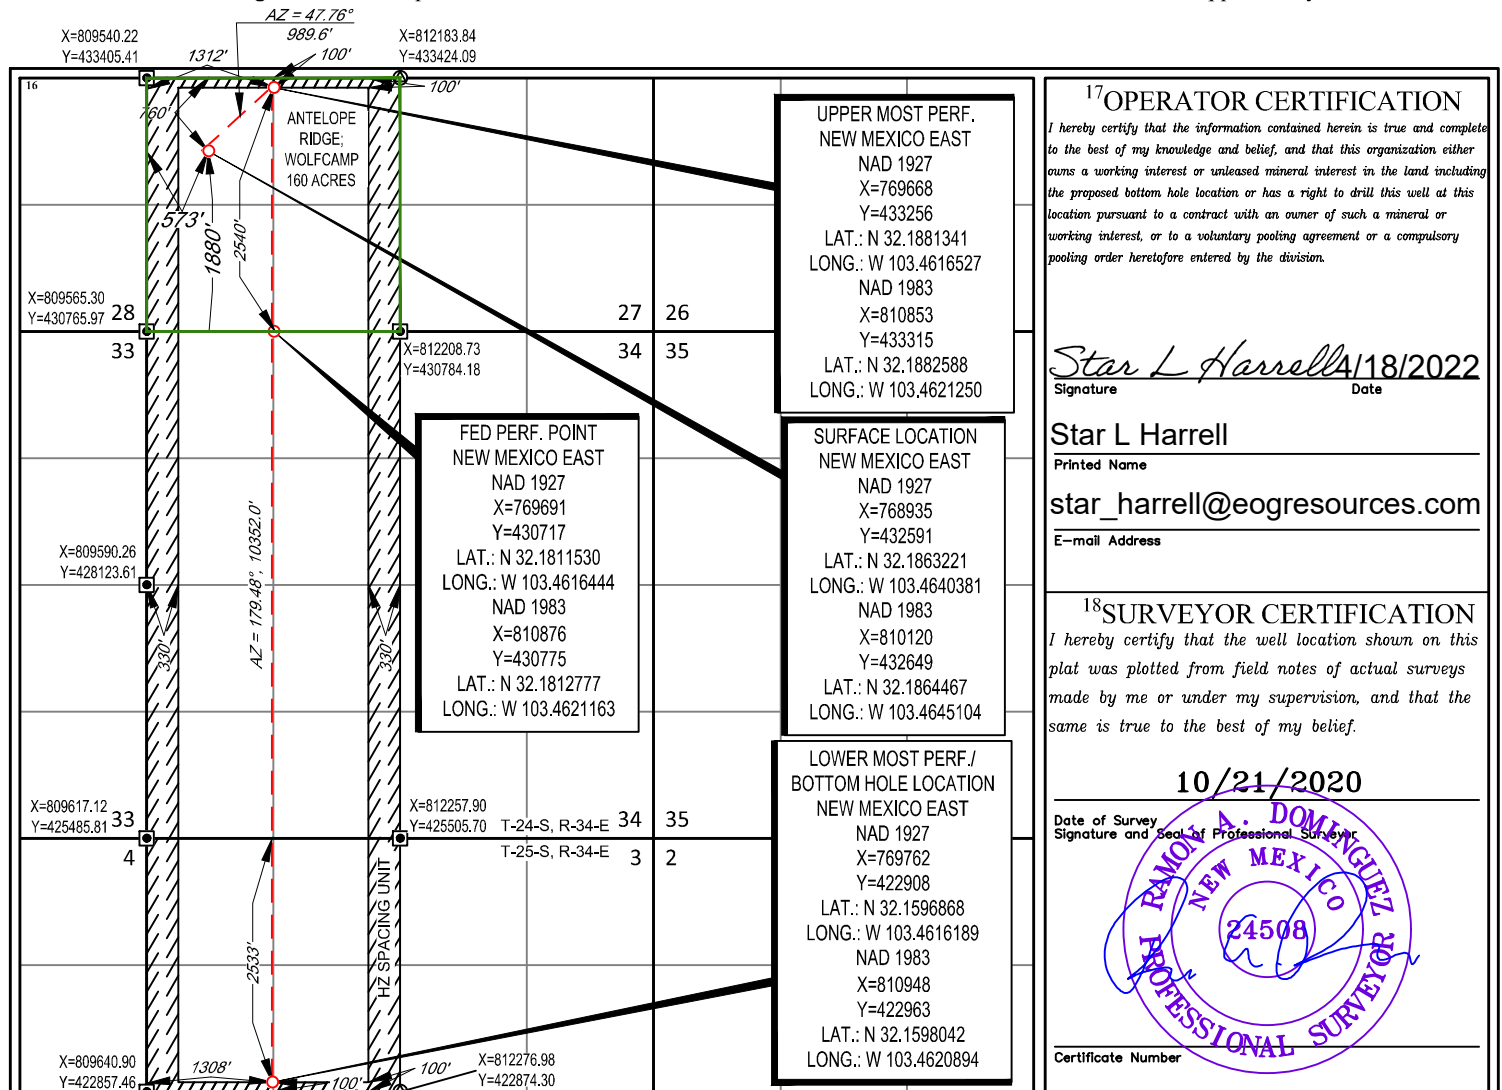 AZ = 47.76°
989.6'
X=809540.22
Y=433405.41
1312'
100'
X=812183.84
Y=433424.09
100'
16
760'
ANTELOPE
RIDGE;
WOLFCAMP
160 ACRES
573'
1880'
2540'
X=809565.30
Y=430765.97
28
27
26
33
34
35
X=812208.73
Y=430784.18
UPPER MOST PERF.
NEW MEXICO EAST
NAD 1927
X=769668
Y=433256
LAT.: N 32.1881341
LONG.: W 103.4616527
NAD 1983
X=810853
Y=433315
LAT.: N 32.1882588
LONG.: W 103.4621250
FED PERF. POINT
NEW MEXICO EAST
NAD 1927
X=769691
Y=430717
LAT.: N 32.1811530
LONG.: W 103.4616444
NAD 1983
X=810876
Y=430775
LAT.: N 32.1812777
LONG.: W 103.4621163
SURFACE LOCATION
NEW MEXICO EAST
NAD 1927
X=768935
Y=432591
LAT.: N 32.1863221
LONG.: W 103.4640381
NAD 1983
X=810120
Y=432649
LAT.: N 32.1864467
LONG.: W 103.4645104
X=809590.26
Y=428123.61
AZ = 179.48°, 10352.0'
330'
330'
LOWER MOST PERF./
BOTTOM HOLE LOCATION
NEW MEXICO EAST
NAD 1927
X=769762
Y=422908
LAT.: N 32.1596868
LONG.: W 103.4616189
NAD 1983
X=810948
Y=422963
LAT.: N 32.1598042
LONG.: W 103.4620894
X=809617.12
Y=425485.81
33
4
X=812257.90
Y=425505.70
T-24-S, R-34-E
T-25-S, R-34-E
34
35
3
2
HZ SPACING UNIT
2533'
X=809640.90
Y=422857.46
1308'
100'
100'
X=812276.98
Y=422874.30
17OPERATOR CERTIFICATION
I hereby certify that the information contained herein is true and complete
to the best of my knowledge and belief, and that this organization either
owns a working interest or unleased mineral interest in the land including
the proposed bottom hole location or has a right to drill this well at this
location pursuant to a contract with an owner of such a mineral or
working interest, or to a voluntary pooling agreement or a compulsory
pooling order heretofore entered by the division.
Star L Harrell 4/18/2022
Signature Date
Star L Harrell
Printed Name
star_harrell@eogresources.com
E-mail Address
18SURVEYOR CERTIFICATION
I hereby certify that the well location shown on this
plat was plotted from field notes of actual surveys
made by me or under my supervision, and that the
same is true to the best of my belief.
10/21/2020
Date of Survey
Signature and Seal of Professional Surveyor
RAMON A. DOMINGUEZ
NEW MEXICO
24508
PROFESSIONAL SURVEYOR
Certificate Number